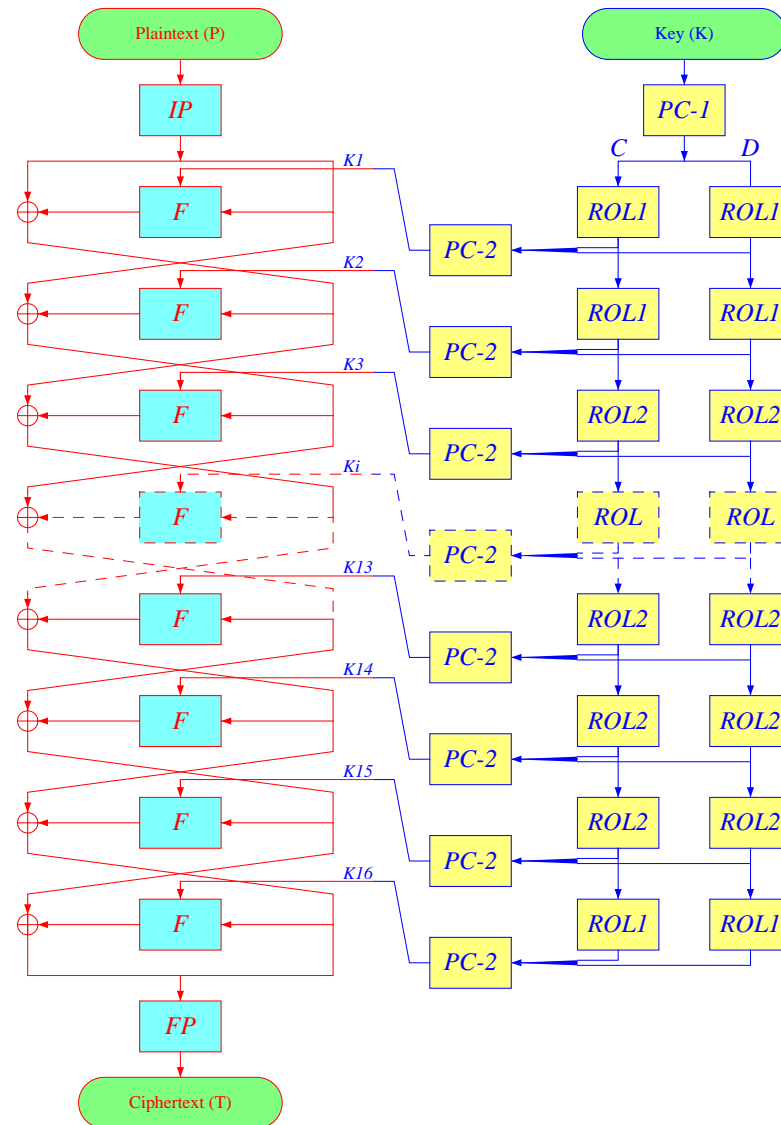 Plaintext (P)
Key (K)
IP
PC-1
C
D
K1
F
ROL1
ROL1
PC-2
K2
F
ROL1
ROL1
PC-2
K3
F
ROL2
ROL2
PC-2
Ki
F
ROL
ROL
PC-2
K13
F
ROL2
ROL2
PC-2
K14
F
ROL2
ROL2
PC-2
K15
F
ROL2
ROL2
PC-2
K16
F
ROL1
ROL1
PC-2
FP
Ciphertext (T)